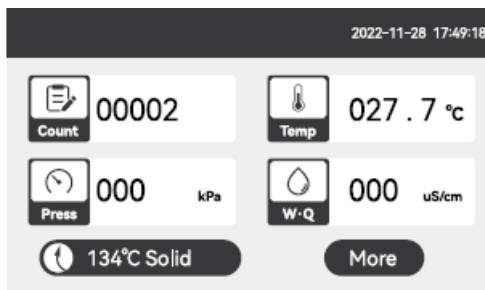 2022-11-28 17:49:18
00002
Count
027.7 °C
Temp
000 kPa
Press
000 uS/cm
W·Q
134°C Solid
More